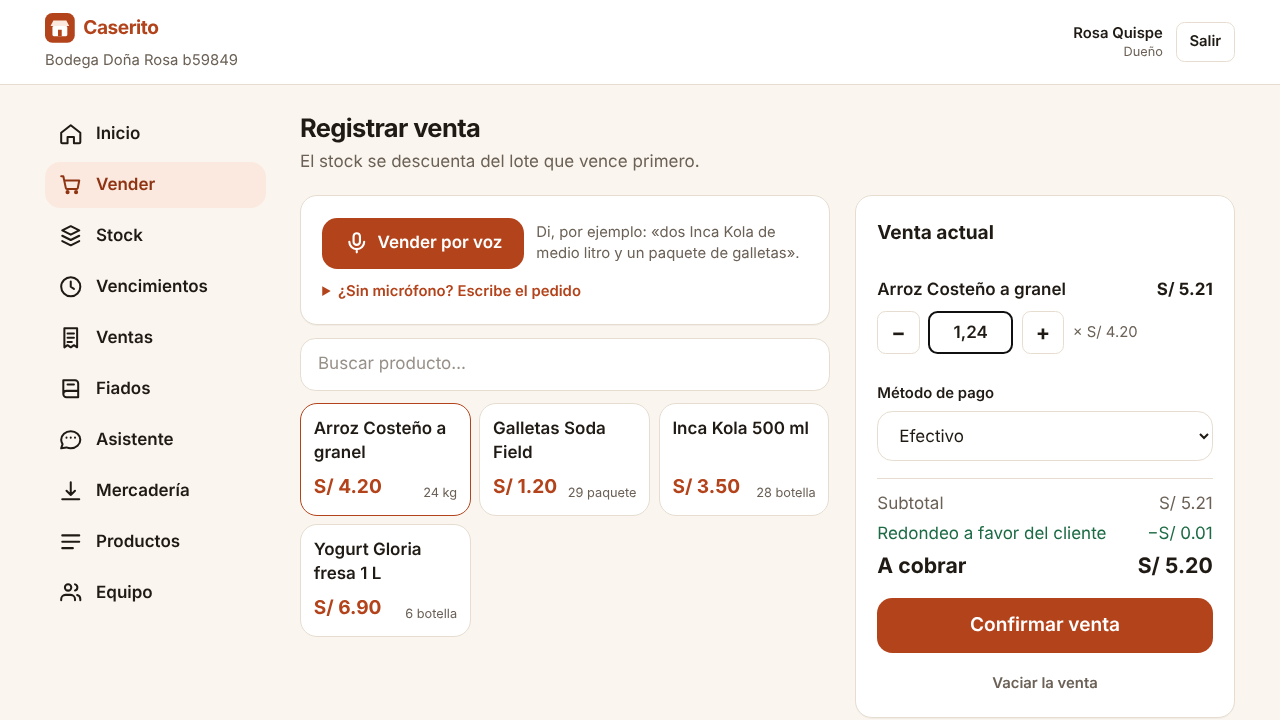 Caserito
Bodega Doña Rosa b59849
Rosa Quispe
Dueño
Salir
Inicio
Vender
Stock
Vencimientos
Ventas
Fiados
Asistente
Mercadería
Productos
Equipo
Registrar venta
El stock se descuenta del lote que vence primero.
Vender por voz
Di, por ejemplo: «dos Inca Kola de
medio litro y un paquete de galletas».
¿Sin micrófono? Escribe el pedido
Buscar producto...
Arroz Costeño a
granel
S/ 4.20
24 kg
Galletas Soda
Field
S/ 1.20
29 paquete
Inca Kola 500 ml
S/ 3.50
28 botella
Yogurt Gloria
fresa 1 L
S/ 6.90
6 botella
Venta actual
Arroz Costeño a granel S/ 5.21
− 1,24 + × S/ 4.20
Método de pago
Efectivo
Subtotal S/ 5.21
Redondeo a favor del cliente −S/ 0.01
A cobrar S/ 5.20
Confirmar venta
Vaciar la venta